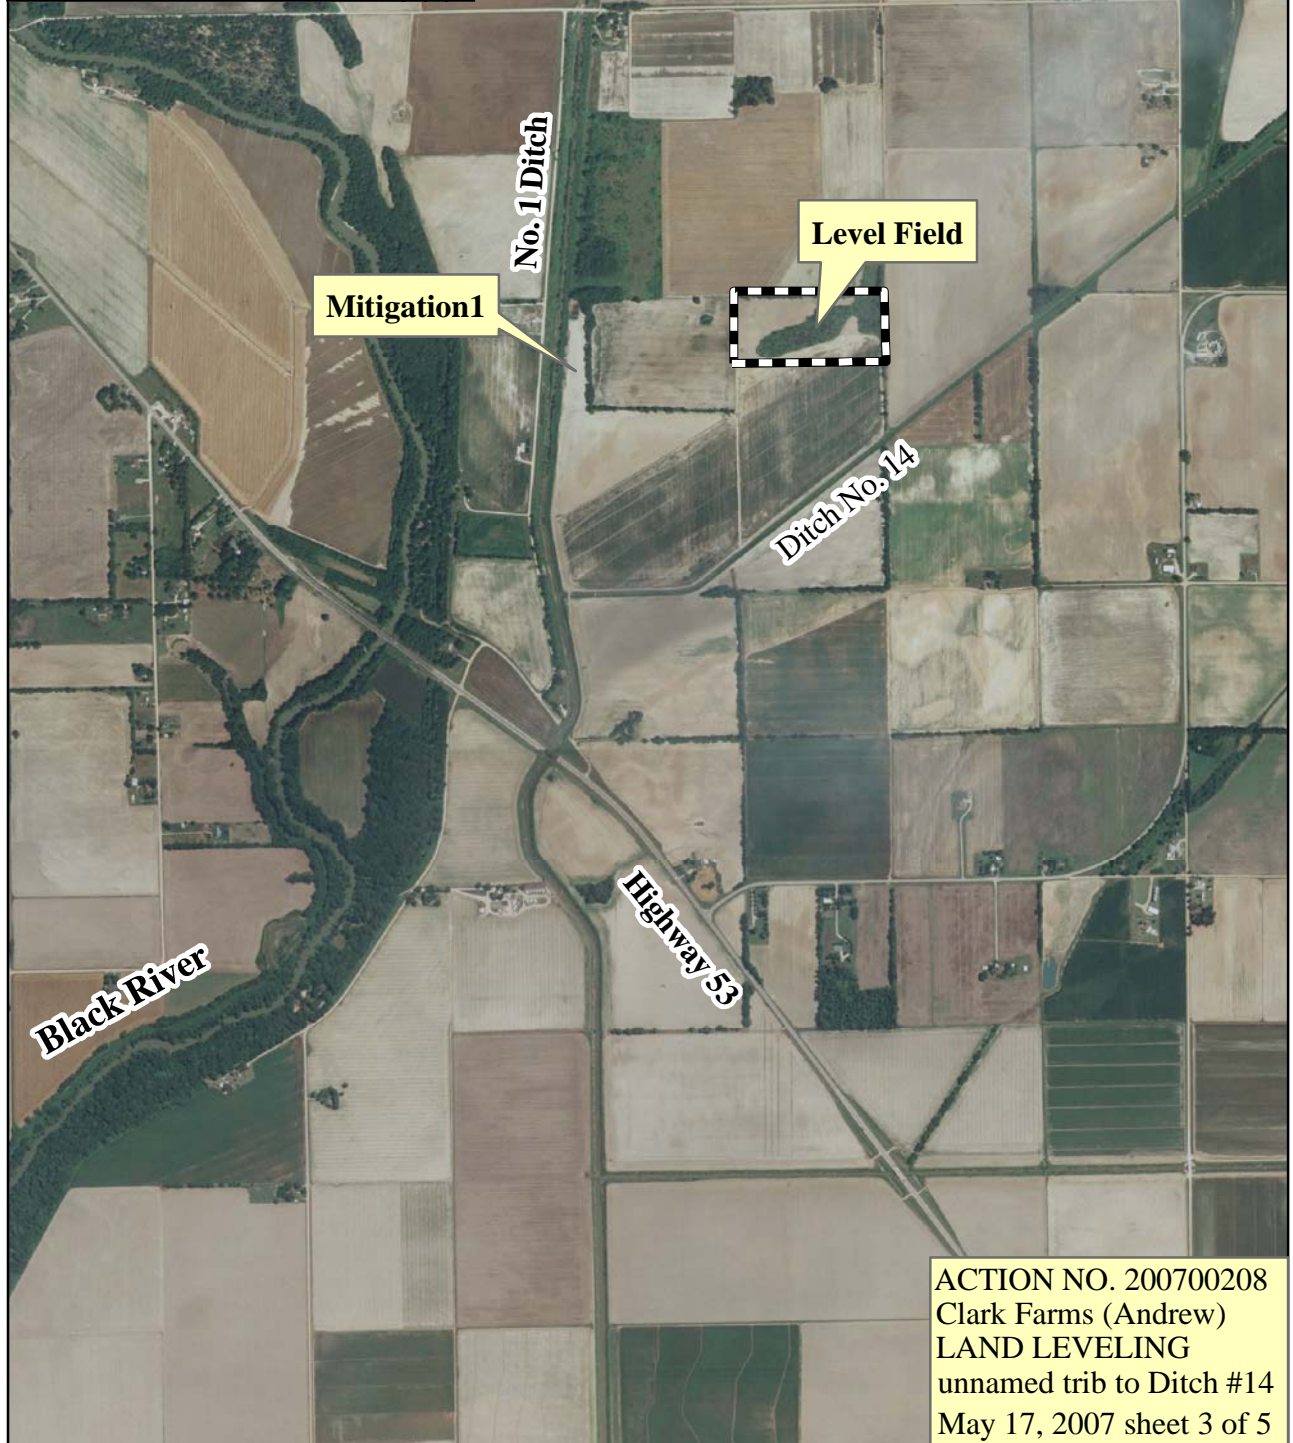 No. 1 Ditch
Level Field
Mitigation1
Ditch No. 14
Highway 53
Black River
ACTION NO. 200700208
Clark Farms (Andrew)
LAND LEVELING
unnamed trib to Ditch #14
May 17, 2007 sheet 3 of 5